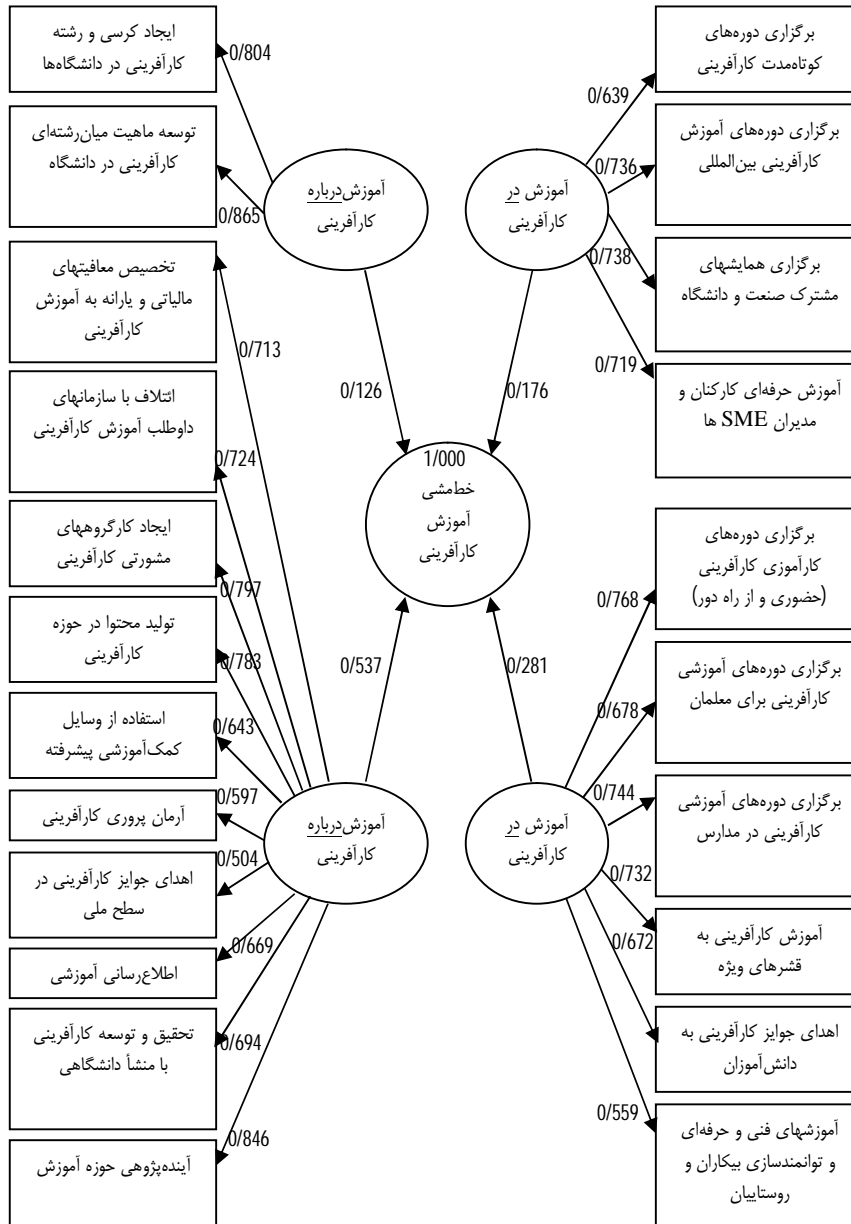 برگزاری دوره‌های
کوتاه‌مدت کارآفرینی
0/639
برگزاری دوره‌های آموزش
کارآفرینی بین‌المللی
0/736
برگزاری همایشهای
مشترک صنعت و دانشگاه
0/738
آموزش حرفه‌ای کارکنان و
مدیران SME ها
0/719
آموزش در
کارآفرینی
0/176
ایجاد کرسی و رشته
کارآفرینی در دانشگاه‌ها
0/804
توسعه ماهیت میان‌رشته‌ای
کارآفرینی در دانشگاه
0/865
آموزش‌درباره
کارآفرینی
0/126
1/000
خط‌مشی
آموزش
کارآفرینی
برگزاری دوره‌های
کارآموزی کارآفرینی
(حضوری و از راه دور)
0/768
برگزاری دوره‌های آموزشی
کارآفرینی برای معلمان
0/678
برگزاری دوره‌های آموزشی
کارآفرینی در مدارس
0/744
آموزش کارآفرینی به
قشرهای ویژه
0/732
اهدای جوایز کارآفرینی به
دانش‌آموزان
0/672
آموزشهای فنی و حرفه‌ای
و توانمندسازی بیکاران و
روستاییان
0/559
آموزش در
کارآفرینی
0/281
تخصیص معافیتهای
مالیاتی و یارانه به آموزش
کارآفرینی
0/713
ائتلاف با سازمانهای
داوطلب آموزش کارآفرینی
0/724
ایجاد کارگروههای
مشورتی کارآفرینی
0/797
تولید محتوا در حوزه
کارآفرینی
0/783
استفاده از وسایل
کمک‌آموزشی پیشرفته
0/643
آرمان پروری کارآفرینی
0/597
اهدای جوایز کارآفرینی در
سطح ملی
0/504
اطلاع‌رسانی آموزشی
0/669
تحقیق و توسعه کارآفرینی
با منشأ دانشگاهی
0/694
آینده‌پژوهی حوزه آموزش
0/846
آموزش‌درباره
کارآفرینی
0/537